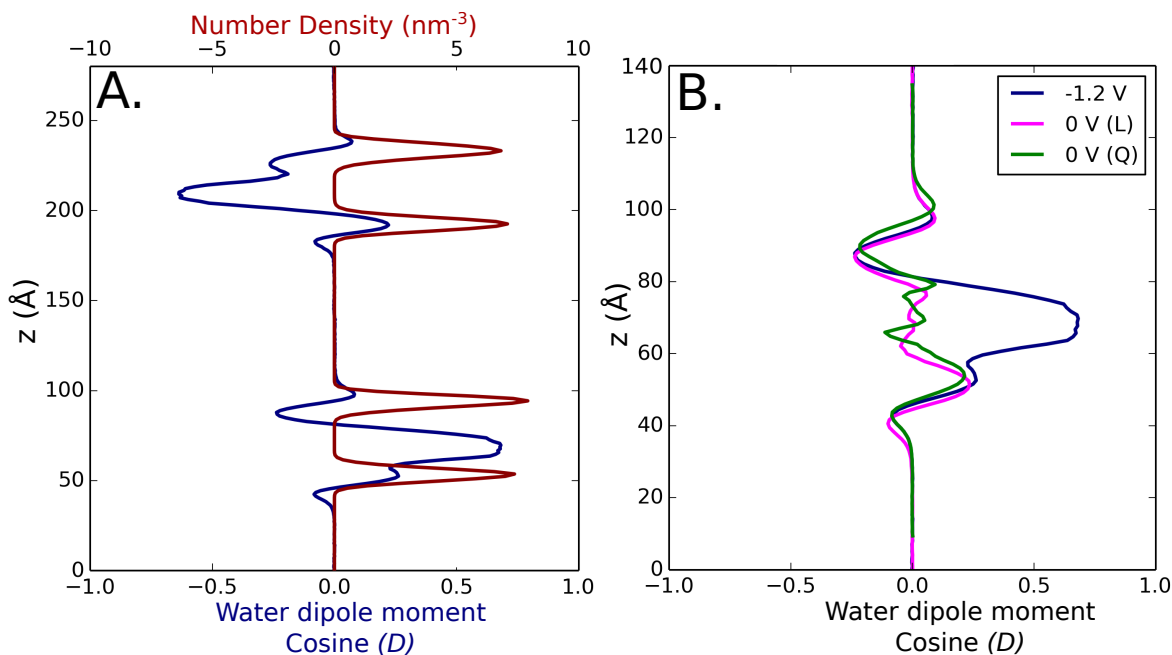 Number Density (nm-3)
−10 −5 0 5 10
A.
z (Å)
250
200
150
100
50
0
−1.0 −0.5 0.0 0.5 1.0
Water dipole moment
Cosine (D)
B.
-1.2 V
0 V (L)
0 V (Q)
z (Å)
140
120
100
80
60
40
20
0
−1.0 −0.5 0.0 0.5 1.0
Water dipole moment
Cosine (D)